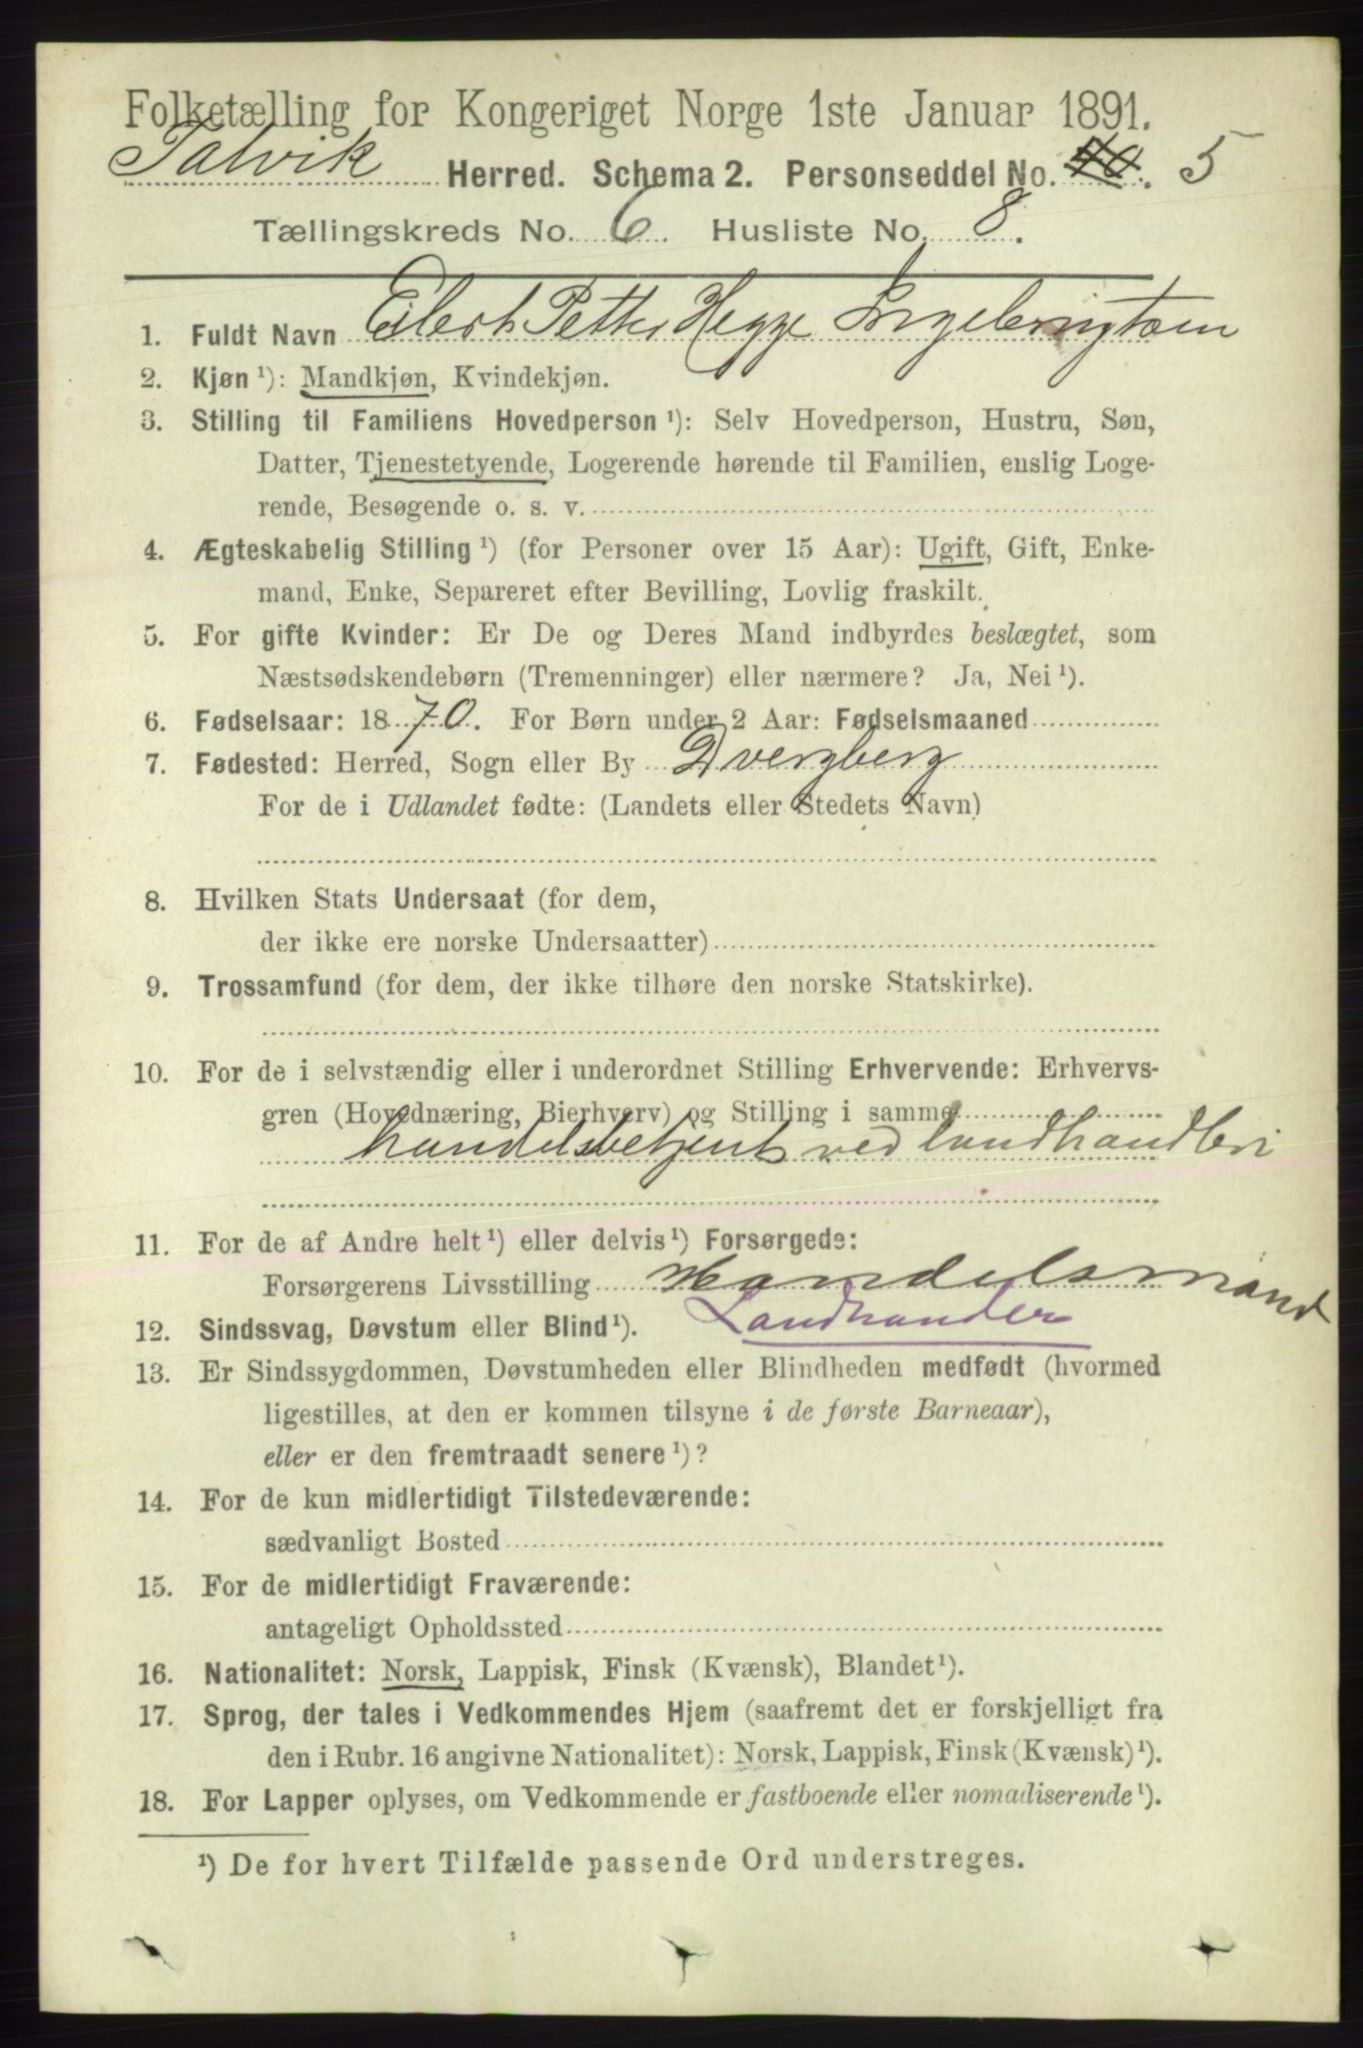 Folketælling for Kongeriget Norge 1ste Januar 1891.
Talvik Herred. Schema 2. Personseddel No. 5
Tællingskreds No. 6. Husliste No. 8.
1. Fuldt Navn Eilert Petter Hegge Ingebrigtsen
2. Kjøn ¹): Mandkjøn, Kvindekjøn.
3. Stilling til Familiens Hovedperson ¹): Selv Hovedperson, Hustru, Søn,
Datter, Tjenestetyende, Logerende hørende til Familien, enslig Loge-
rende, Besøgende o. s. v.
4. Ægteskabelig Stilling ¹) (for Personer over 15 Aar): Ugift, Gift, Enke-
mand, Enke, Separeret efter Bevilling, Lovlig fraskilt.
5. For gifte Kvinder: Er De og Deres Mand indbyrdes beslægtet, som
Næstsødskendebørn (Tremenninger) eller nærmere? Ja, Nei ¹).
6. Fødselsaar: 1870. For Børn under 2 Aar: Fødselsmaaned
7. Fødested: Herred, Sogn eller By Dvergberg
For de i Udlandet fødte: (Landets eller Stedets Navn)
8. Hvilken Stats Undersaat (for dem,
der ikke ere norske Undersaatter)
9. Trossamfund (for dem, der ikke tilhøre den norske Statskirke).
10. For de i selvstændig eller i underordnet Stilling Erhvervende: Erhvervs-
gren (Hovednæring, Bierhverv) og Stilling i samme
handelsbetjent ved landhandleri
11. For de af Andre helt ¹) eller delvis ¹) Forsørgede:
Forsørgerens Livsstilling Handelsmand
Landhander
12. Sindssvag, Døvstum eller Blind ¹).
13. Er Sindssygdommen, Døvstumheden eller Blindheden medfødt (hvormed
ligestilles, at den er kommen tilsyne i de første Barneaar),
eller er den fremtraadt senere ¹)?
14. For de kun midlertidigt Tilstedeværende:
sædvanligt Bosted
15. For de midlertidigt Fraværende:
antageligt Opholdssted
16. Nationalitet: Norsk, Lappisk, Finsk (Kvænsk), Blandet ¹).
17. Sprog, der tales i Vedkommendes Hjem (saafremt det er forskjelligt fra
den i Rubr. 16 angivne Nationalitet): Norsk, Lappisk, Finsk (Kvænsk) ¹).
18. For Lapper oplyses, om Vedkommende er fastboende eller nomadiserende ¹).
¹) De for hvert Tilfælde passende Ord understreges.